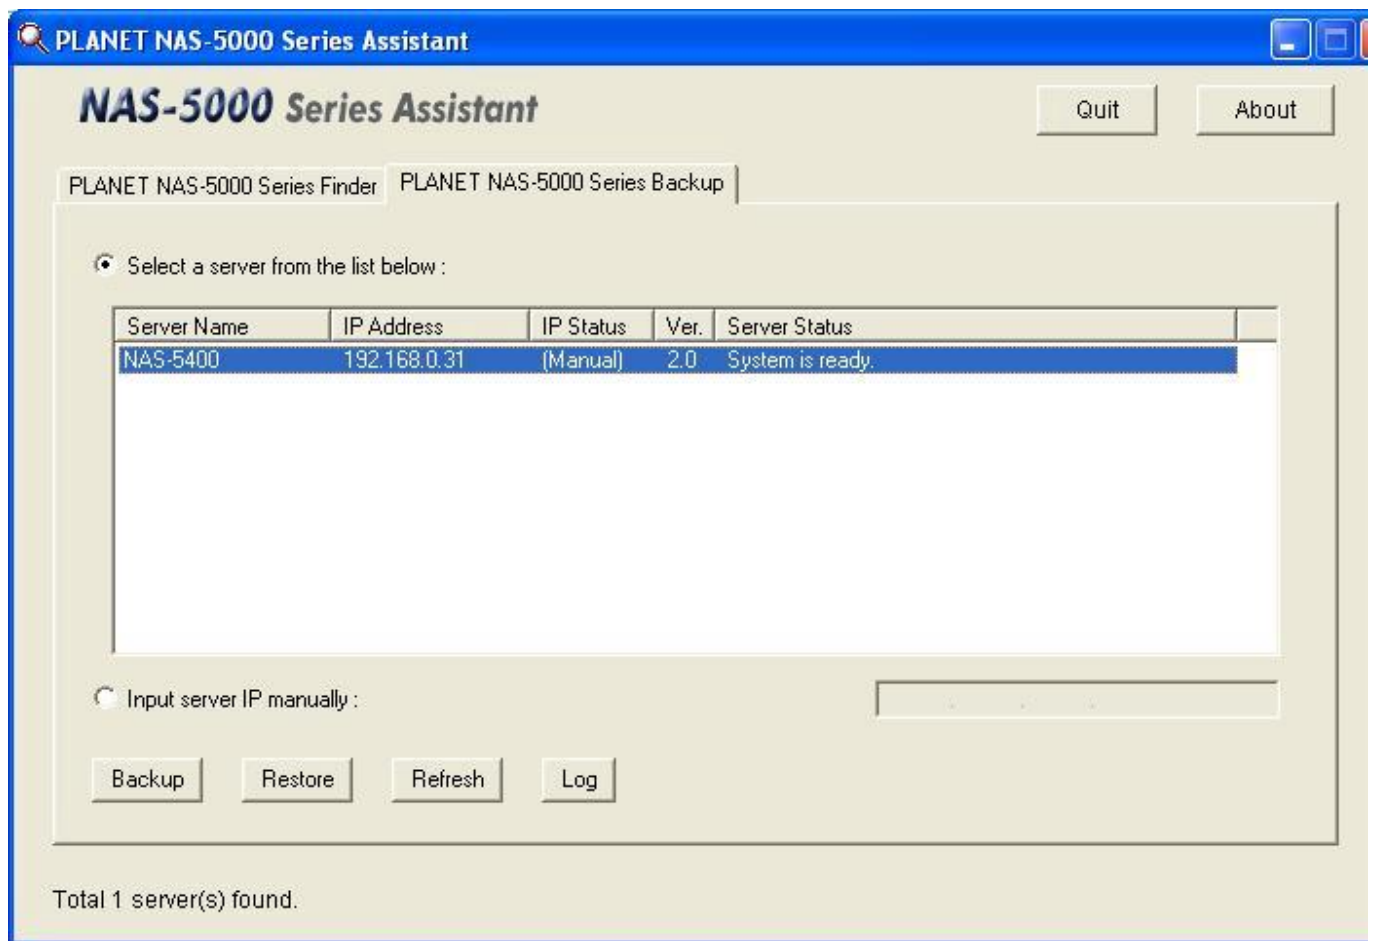 PLANET NAS-5000 Series Assistant
NAS-5000 Series Assistant
Quit
About
PLANET NAS-5000 Series Finder
PLANET NAS-5000 Series Backup
Select a server from the list below :
Server Name IP Address IP Status Ver. Server Status
NAS-5400 192.168.0.31 (Manual) 2.0 System is ready.
Input server IP manually :
. . .
Backup Restore Refresh Log
Total 1 server(s) found.